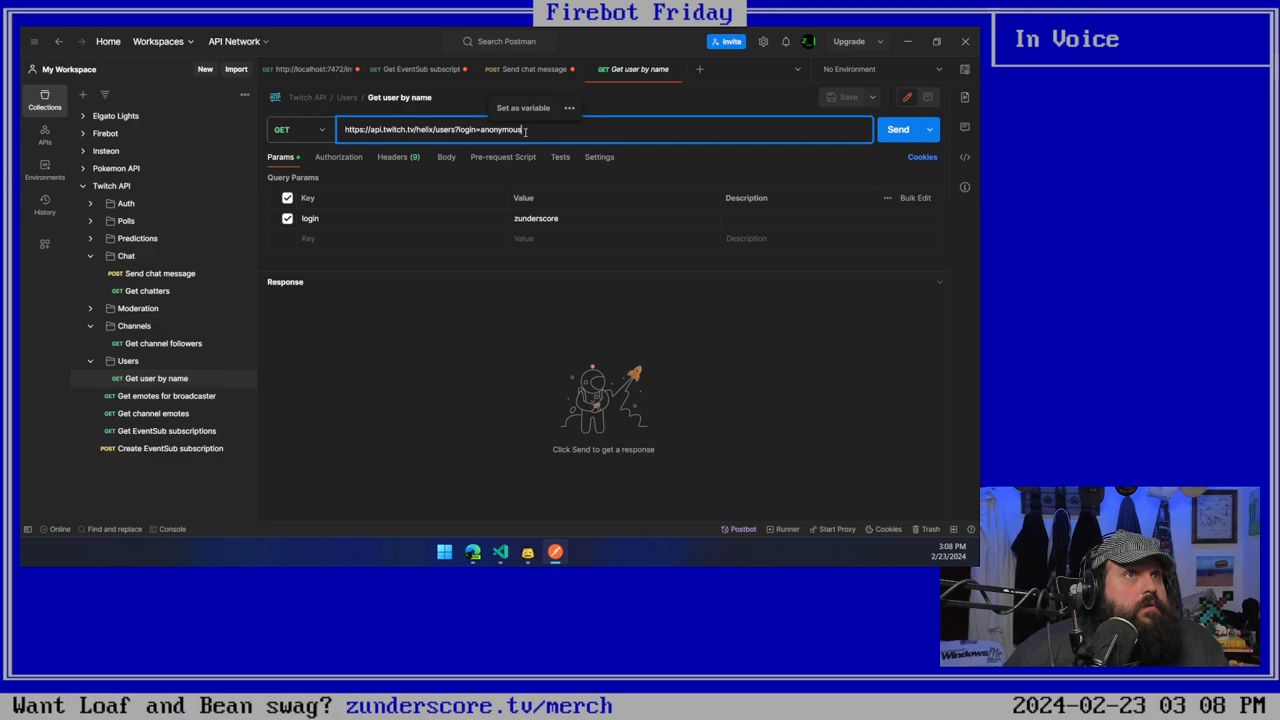 Firebot Friday
In Voice
Home
Workspaces
API Network
Search Postman
Invite
Upgrade
My Workspace
New
Import
GET http://localhost:7472/in
GET Get EventSub subscript
POST Send chat message
GET Get user by name
No Environment
Collections
APIs
Environments
History
Elgato Lights
Firebot
Insteon
Pokemon API
Twitch API
Auth
Polls
Predictions
Chat
POST Send chat message
GET Get chatters
Moderation
Channels
GET Get channel followers
Users
GET Get user by name
GET Get emotes for broadcaster
GET Get channel emotes
GET Get EventSub subscriptions
POST Create EventSub subscription
HTTP Twitch API / Users / Get user by name
Set as variable
Save
GET
https://api.twitch.tv/helix/users?login=anonymous
Send
Params
Authorization
Headers (9)
Body
Pre-request Script
Tests
Settings
Cookies
Query Params
Key
Value
Description
Bulk Edit
login
zunderscore
Key
Value
Description
Response
Click Send to get a response
Online
Find and replace
Console
Postbot
Runner
Start Proxy
Cookies
Trash
3:08 PM
2/23/2024
Want Loaf and Bean swag? zunderscore.tv/merch
2024-02-23 03:08 PM